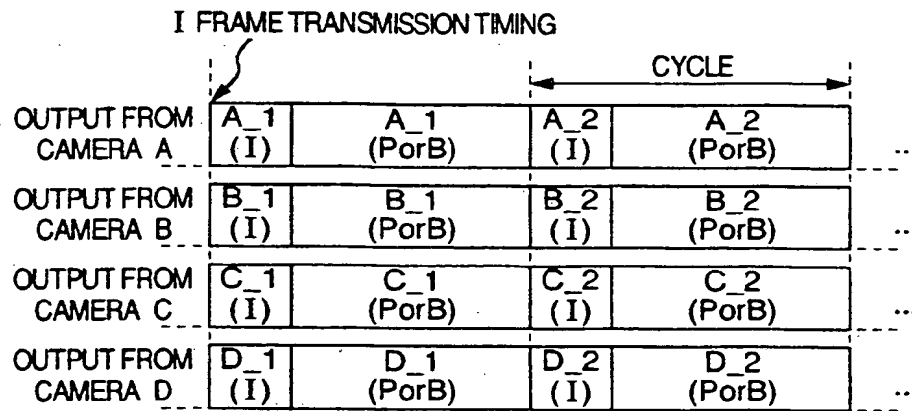 I FRAME TRANSMISSION TIMING
CYCLE
OUTPUT FROM CAMERA A
A_1 (I)
A_1 (PorB)
A_2 (I)
A_2 (PorB)
..
OUTPUT FROM CAMERA B
B_1 (I)
B_1 (PorB)
B_2 (I)
B_2 (PorB)
..
OUTPUT FROM CAMERA C
C_1 (I)
C_1 (PorB)
C_2 (I)
C_2 (PorB)
...
OUTPUT FROM CAMERA D
D_1 (I)
D_1 (PorB)
D_2 (I)
D_2 (PorB)
..